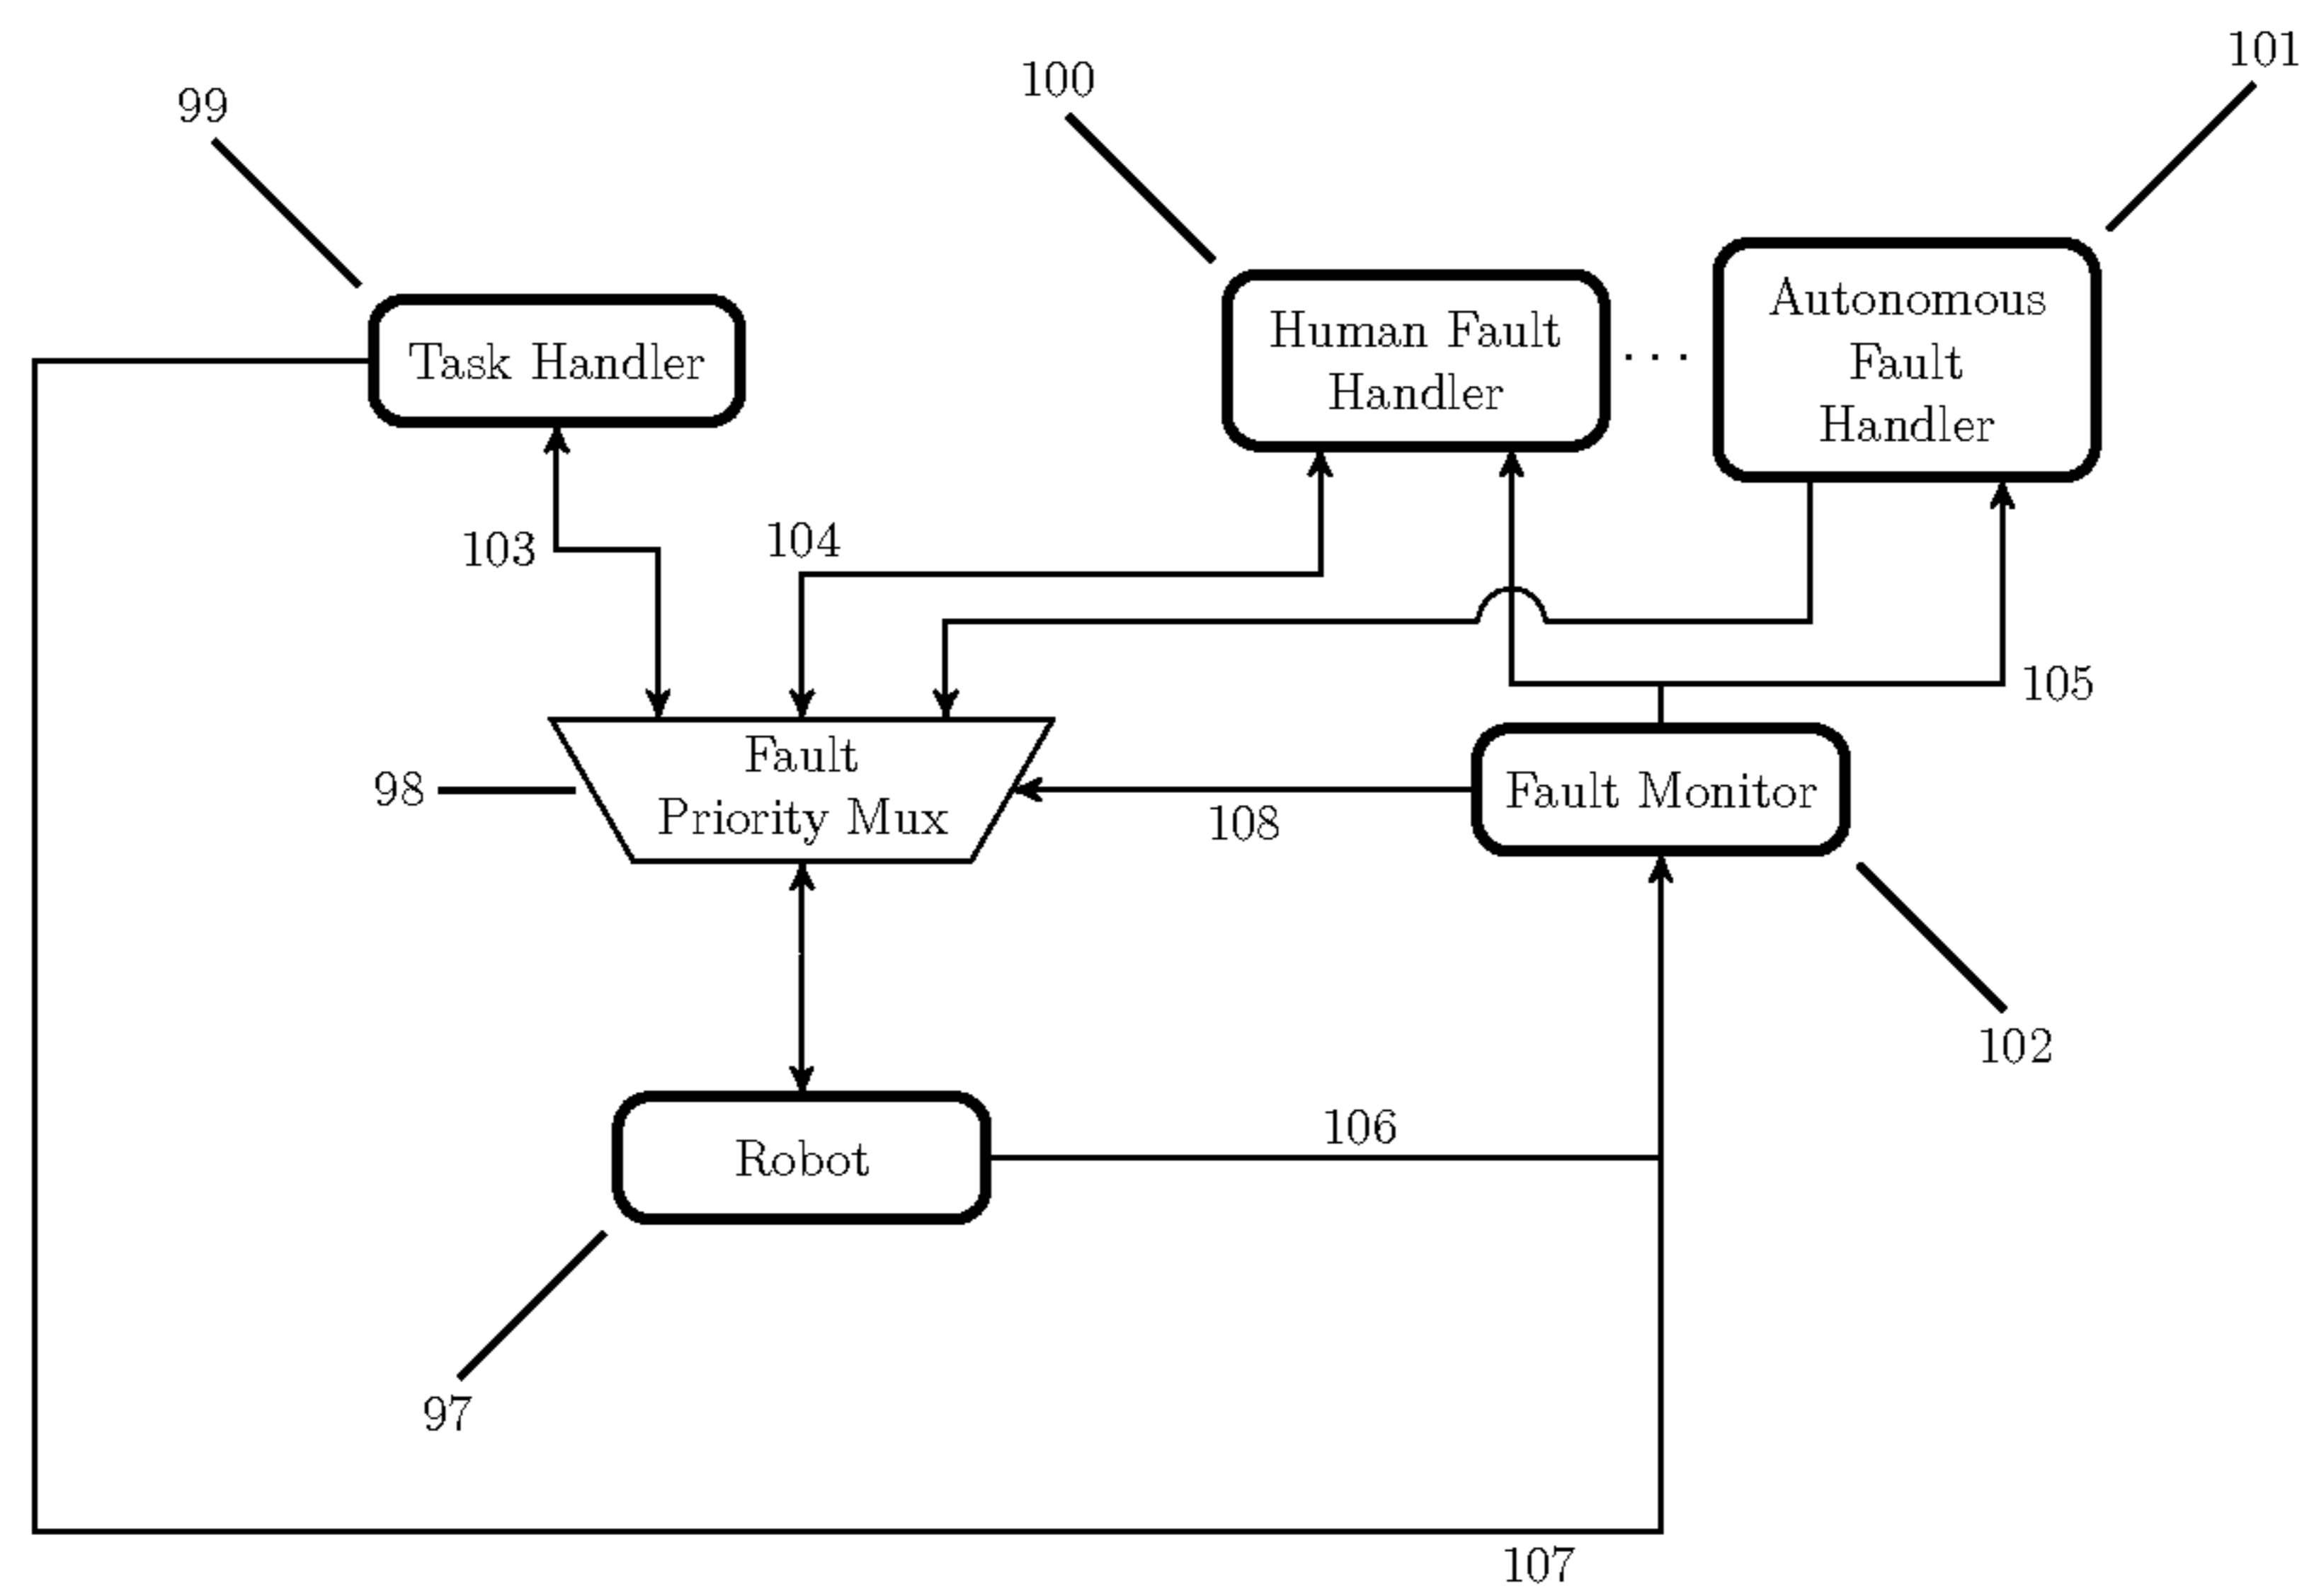 101
100
99
Autonomous
Fault
Handler
Human Fault
Handler
...
Task Handler
103
104
105
Fault
Priority Mux
98
108
Fault Monitor
102
106
Robot
97
107